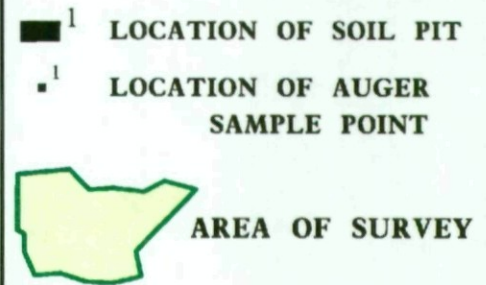 1 LOCATION OF SOIL PIT
1 LOCATION OF AUGER
SAMPLE POINT
AREA OF SURVEY